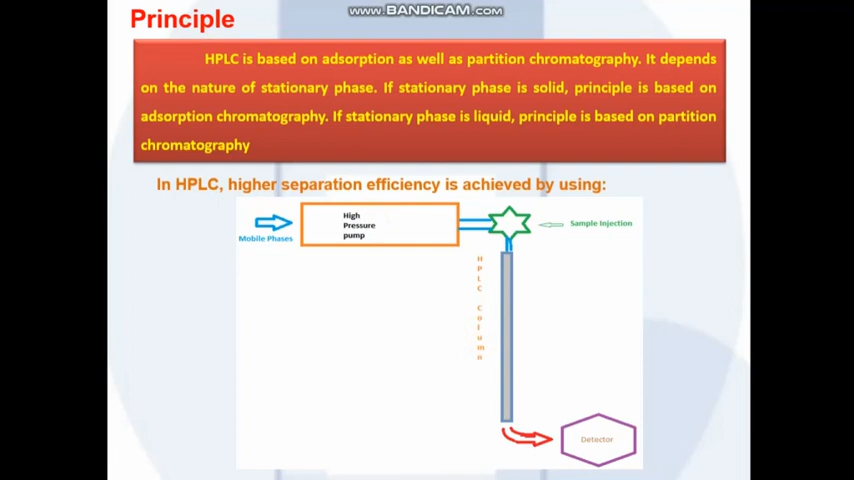 www.BANDICAM.com
Principle
HPLC is based on adsorption as well as partition chromatography. It depends
on the nature of stationary phase. If stationary phase is solid, principle is based on
adsorption chromatography. If stationary phase is liquid, principle is based on partition
chromatography
In HPLC, higher separation efficiency is achieved by using:
Mobile Phases
High
Pressure
pump
Sample Injection
HPLC Column
Detector